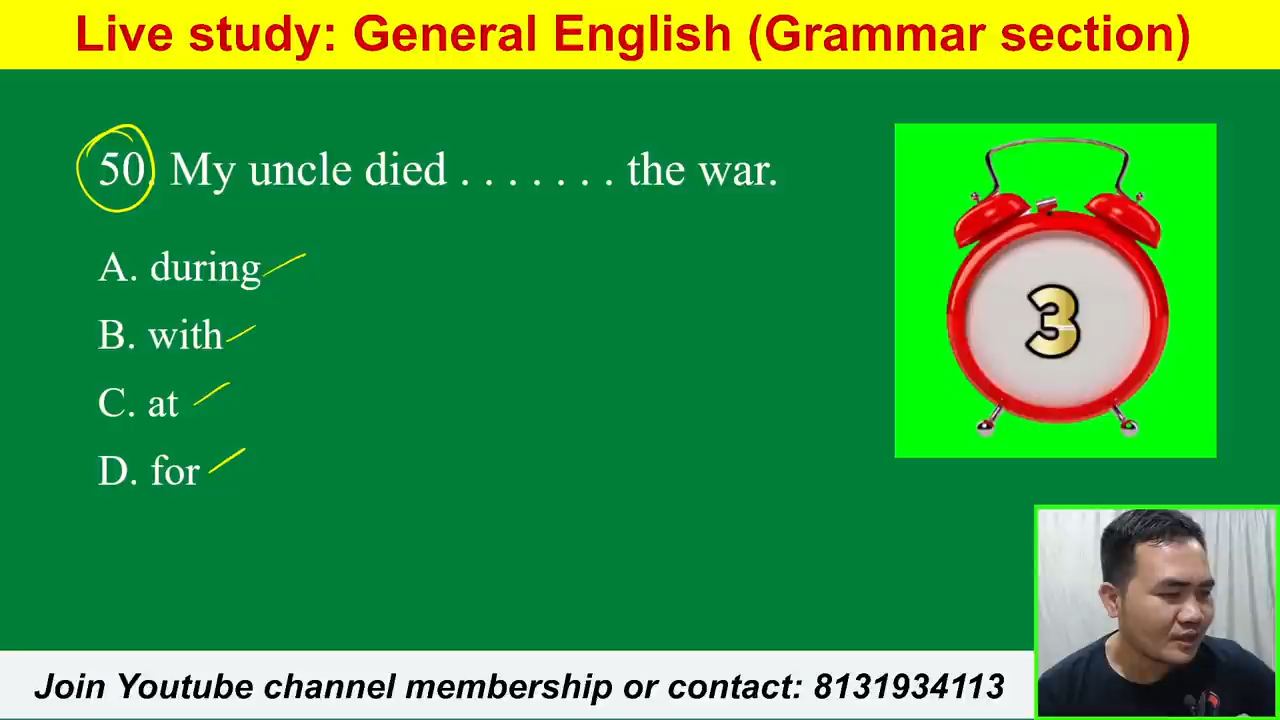 Live study: General English (Grammar section)
50. My uncle died . . . . . . . the war.
A. during
B. with
C. at
D. for
3
Join Youtube channel membership or contact: 8131934113